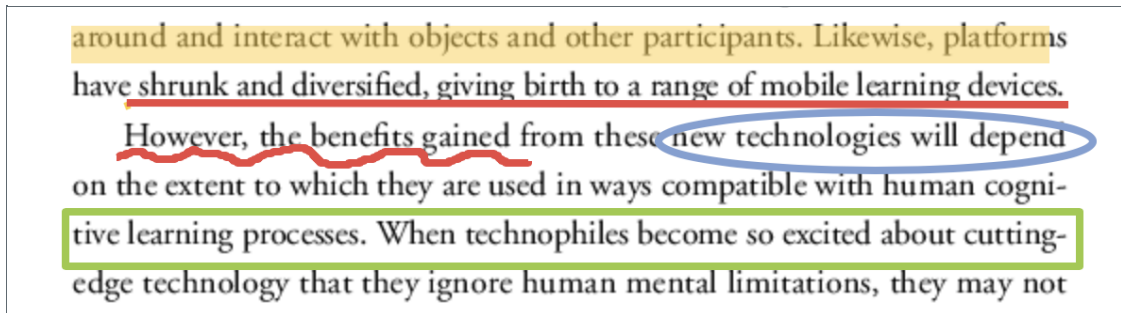 around and interact with objects and other participants. Likewise, platforms
have shrunk and diversified, giving birth to a range of mobile learning devices.
However, the benefits gained from these new technologies will depend
on the extent to which they are used in ways compatible with human cogni-
tive learning processes. When technophiles become so excited about cutting-
edge technology that they ignore human mental limitations, they may not